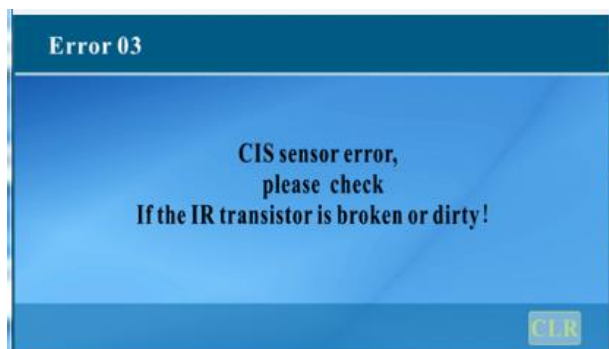 Error 03
CIS sensor error,
please check
If the IR transistor is broken or dirty!
CLR